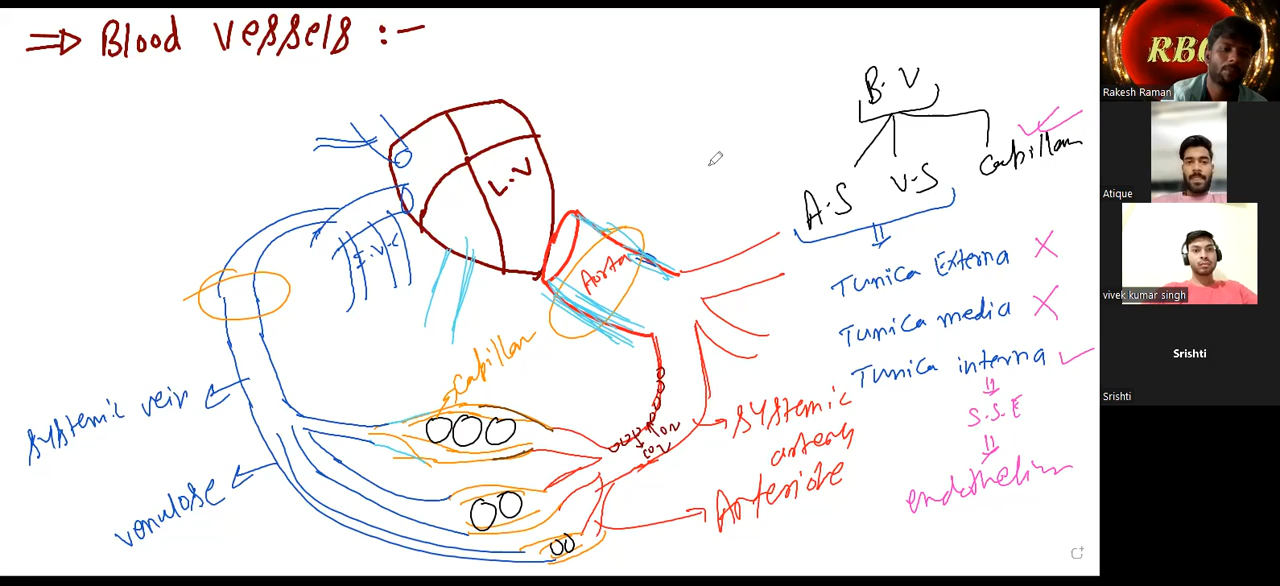 ⇒ Blood vessels :-
B.V
A.S V.S Capillary
L.V
Aorta
I.V.C
Tunica Externa ×
Tunica media ×
Tunica interna ✓
S.S.E
endothelium
Capillary
systemic vein
venulose
systemic
artery
Arteriole
RBC
Rakesh Raman
Atique
vivek kumar singh
Srishti
Srishti